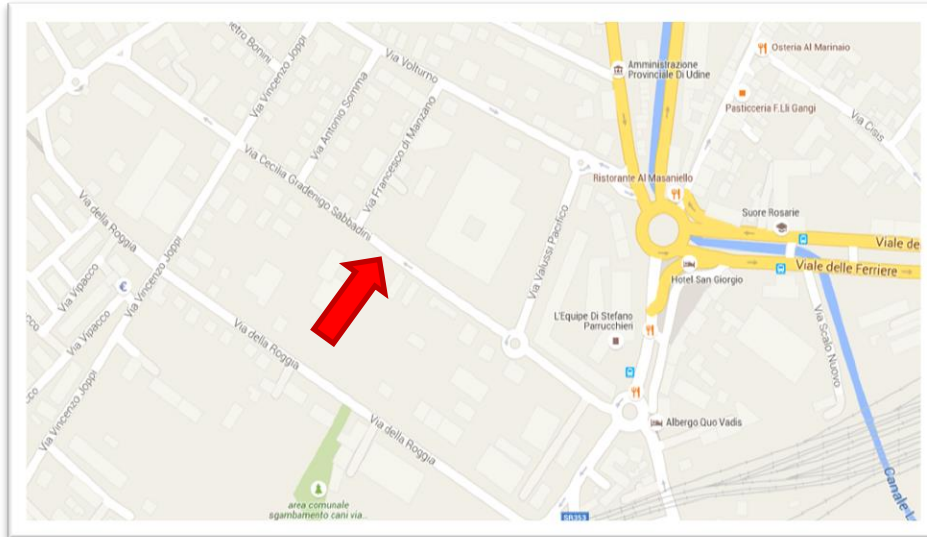 Pietro Bonini
Via Vincenzo Joppi
Via Volturno
Via Antonio Somma
Via Francesco di Manzano
Amministrazione
Provinciale Di Udine
Osteria Al Marinaio
Pasticceria F.Lli Gangi
Via Cisis
Via Cecilia Gradenigo Sabbadini
Ristorante Al Masaniello
Suore Rosarie
Viale de
Viale delle Ferriere
Hotel San Giorgio
Via della Roggia
Via Valussi Pacifico
Via Vipacco
Via Vincenzo Joppi
€
Via Vipacco
L'Equipe Di Stefano
Parrucchieri
Via Scalo Nuovo
Via della Roggia
Via Vincenzo Joppi
Via della Roggia
Albergo Quo Vadis
area comunale
sgambamento cani via...
SR353
Canale L